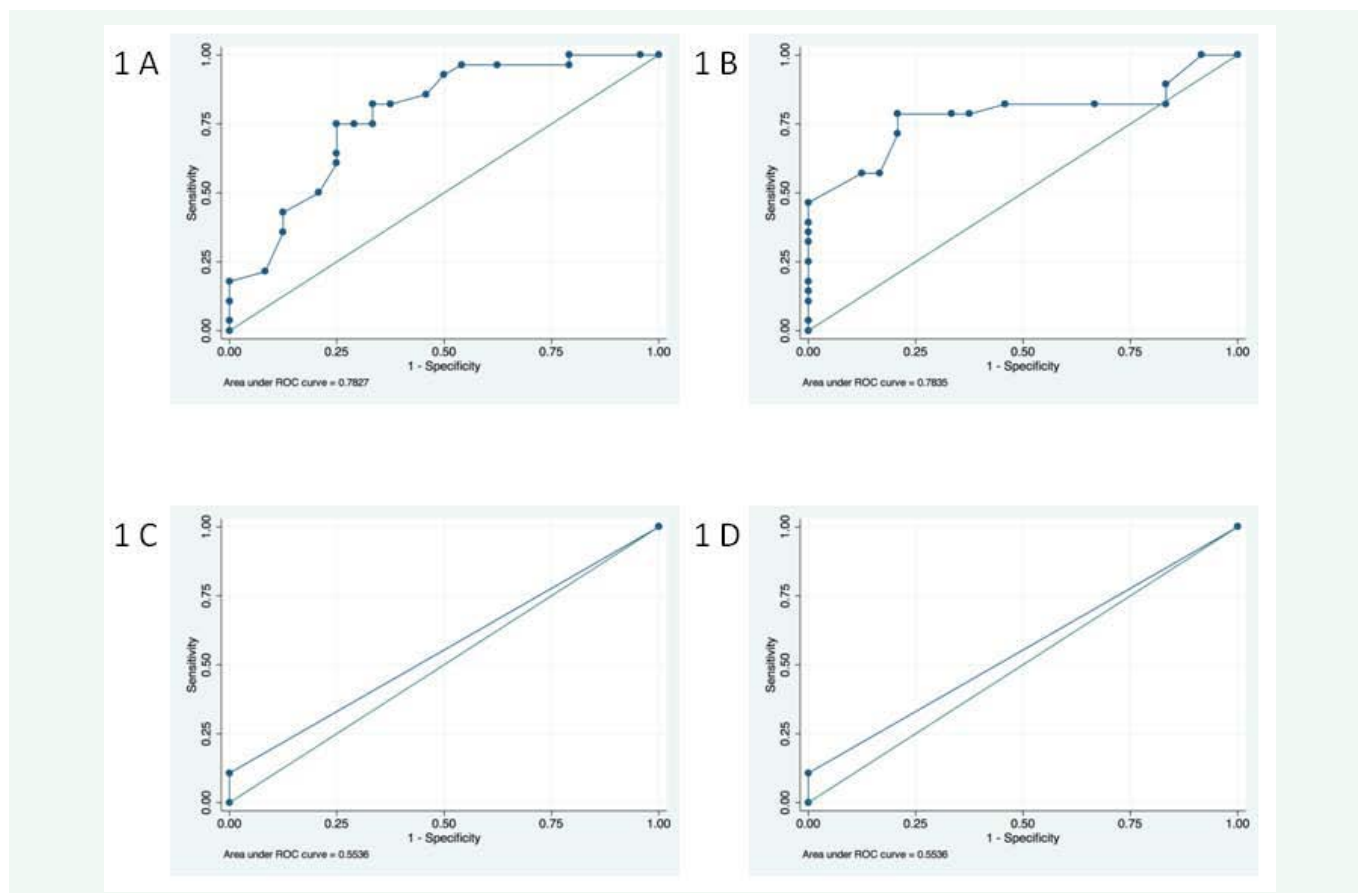 1 A
Sensitivity
1.00
0.75
0.50
0.25
0.00
0.00 0.25 0.50 0.75 1.00
1 - Specificity
Area under ROC curve = 0.7827
1 B
Sensitivity
1.00
0.75
0.50
0.25
0.00
0.00 0.25 0.50 0.75 1.00
1 - Specificity
Area under ROC curve = 0.7835
1 C
Sensitivity
1.00
0.75
0.50
0.25
0.00
0.00 0.25 0.50 0.75 1.00
1 - Specificity
Area under ROC curve = 0.5536
1 D
Sensitivity
1.00
0.75
0.50
0.25
0.00
0.00 0.25 0.50 0.75 1.00
1 - Specificity
Area under ROC curve = 0.5536